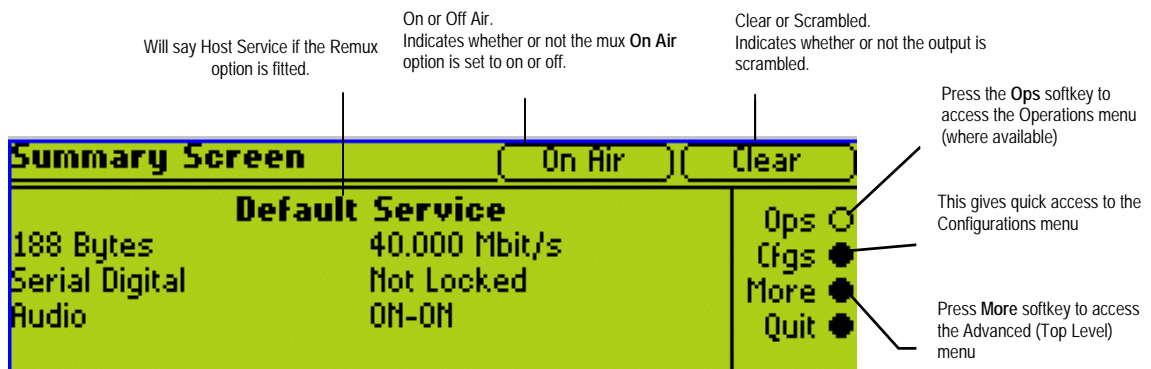 Will say Host Service if the Remux
option is fitted.
On or Off Air.
Indicates whether or not the mux On Air
option is set to on or off.
Clear or Scrambled.
Indicates whether or not the output is
scrambled.
Press the Ops softkey to
access the Operations menu
(where available)
This gives quick access to the
Configurations menu
Press More softkey to access
the Advanced (Top Level)
menu
Summary Screen
On Air
Clear
Default Service
188 Bytes 40.000 Mbit/s
Serial Digital Not Locked
Audio ON-ON
Ops
Cfgs
More
Quit